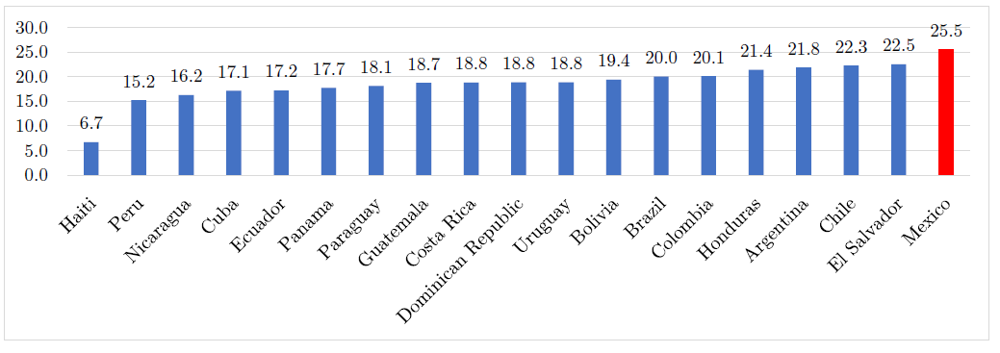 30.0
25.0
20.0
15.0
10.0
5.0
0.0
6.7
15.2
16.2
17.1
17.2
17.7
18.1
18.7
18.8
18.8
18.8
19.4
20.0
20.1
21.4
21.8
22.3
22.5
25.5
Haiti
Peru
Nicaragua
Cuba
Ecuador
Panama
Paraguay
Guatemala
Costa Rica
Dominican Republic
Uruguay
Bolivia
Brazil
Colombia
Honduras
Argentina
Chile
El Salvador
Mexico